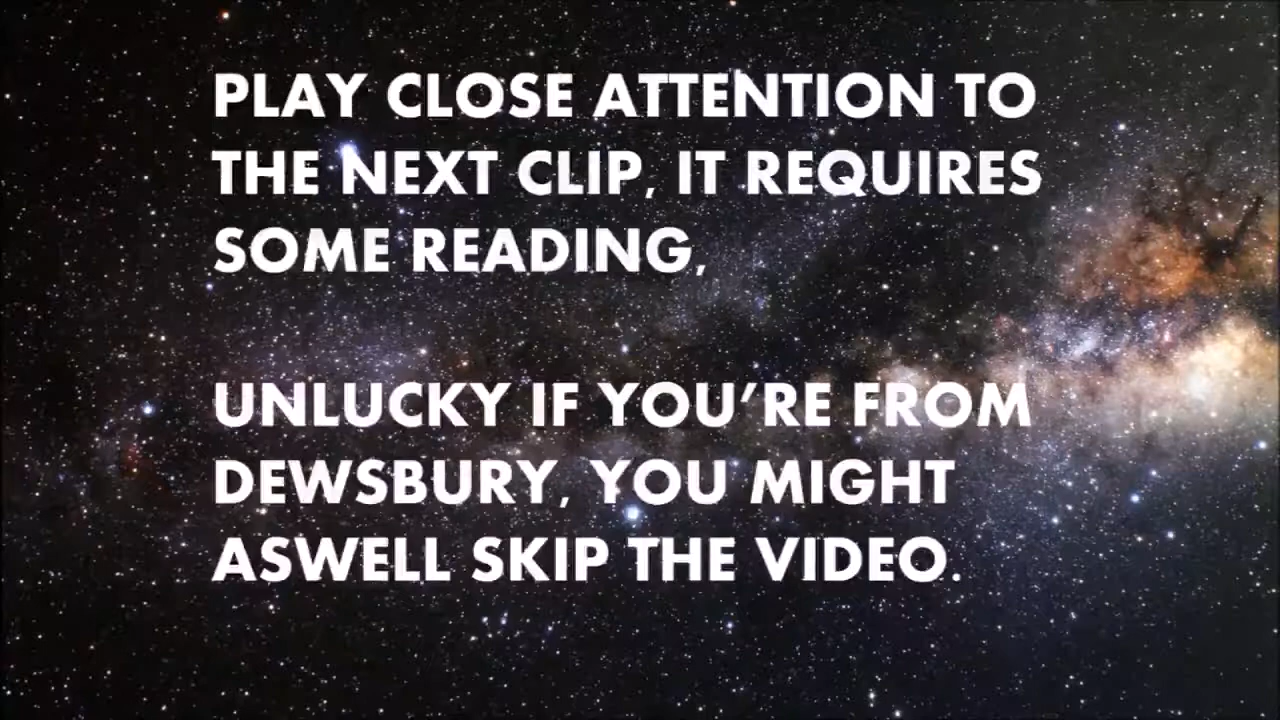 PLAY CLOSE ATTENTION TO
THE NEXT CLIP, IT REQUIRES
SOME READING,
UNLUCKY IF YOU’RE FROM
DEWSBURY, YOU MIGHT
ASWELL SKIP THE VIDEO.